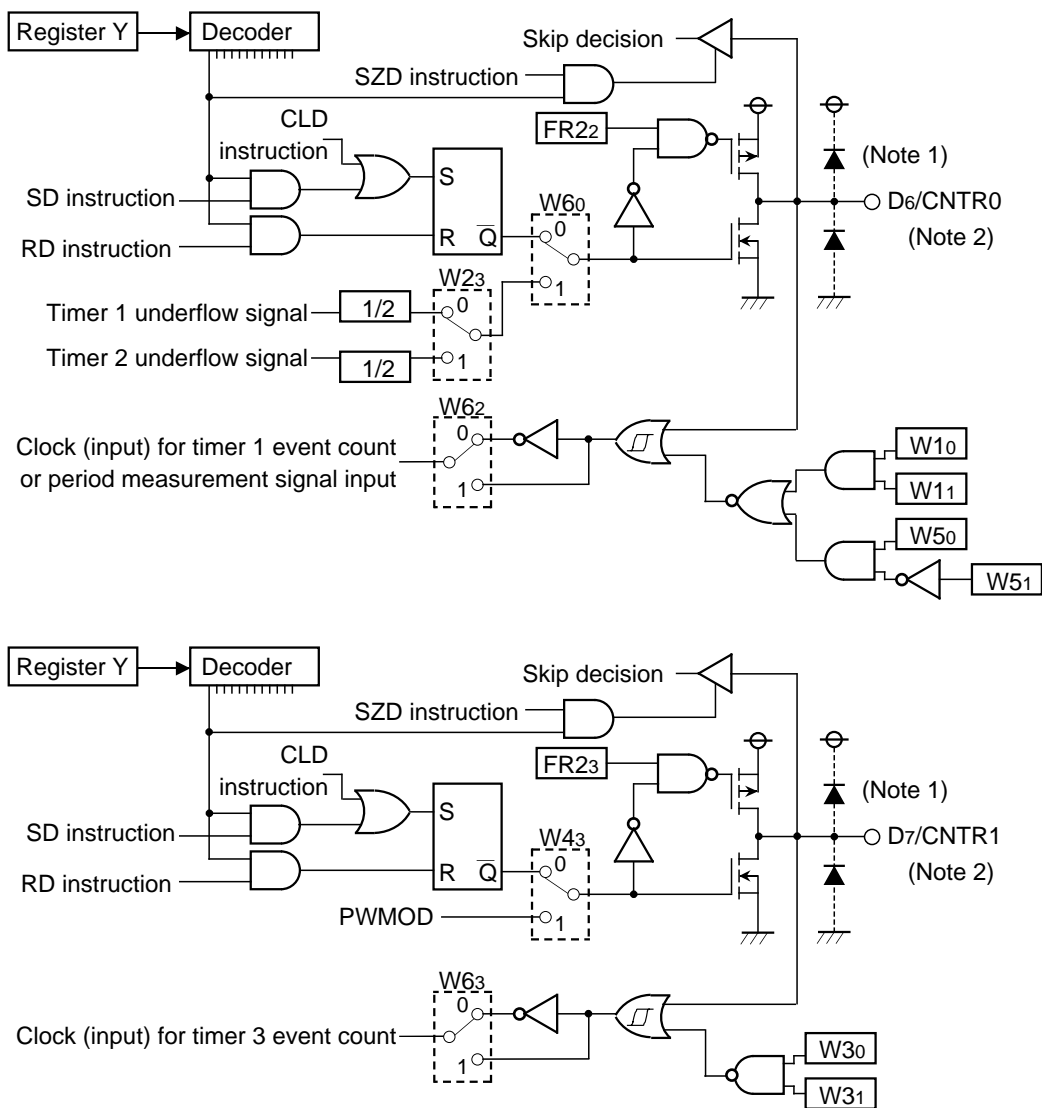 Register Y
Decoder
Skip decision
SZD instruction
CLD
instruction
FR22
SD instruction
RD instruction
S
R
Q̅
W60
0
1
(Note 1)
D6/CNTR0
(Note 2)
W23
0
1
Timer 1 underflow signal
1/2
Timer 2 underflow signal
1/2
W62
0
1
Clock (input) for timer 1 event count
or period measurement signal input
W10
W11
W50
W51
Register Y
Decoder
Skip decision
SZD instruction
CLD
instruction
FR23
SD instruction
RD instruction
S
R
Q̅
W43
0
1
(Note 1)
D7/CNTR1
(Note 2)
PWMOD
W63
0
1
Clock (input) for timer 3 event count
W30
W31